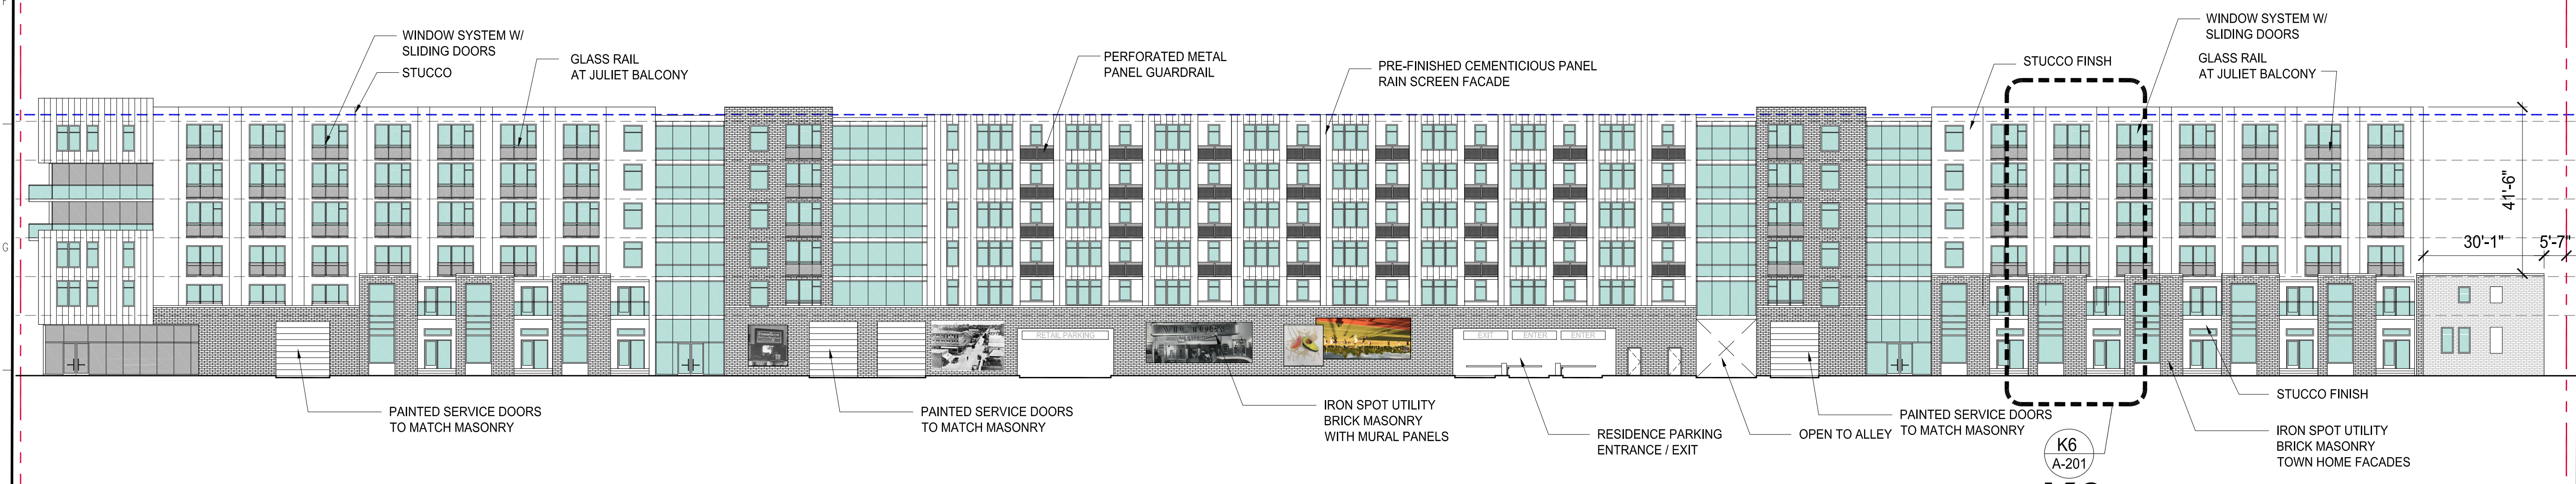 F
WINDOW SYSTEM W/
SLIDING DOORS
STUCCO
GLASS RAIL
AT JULIET BALCONY
PERFORATED METAL
PANEL GUARDRAIL
PRE-FINISHED CEMENTICIOUS PANEL
RAIN SCREEN FACADE
STUCCO FINSH
WINDOW SYSTEM W/
SLIDING DOORS
GLASS RAIL
AT JULIET BALCONY
41'-6"
30'-1"
5'-7"
G
RETAIL PARKING
EXIT
ENTER
ENTER
PAINTED SERVICE DOORS
TO MATCH MASONRY
PAINTED SERVICE DOORS
TO MATCH MASONRY
IRON SPOT UTILITY
BRICK MASONRY
WITH MURAL PANELS
RESIDENCE PARKING
ENTRANCE / EXIT
OPEN TO ALLEY
PAINTED SERVICE DOORS
TO MATCH MASONRY
K6
A-201
STUCCO FINISH
IRON SPOT UTILITY
BRICK MASONRY
TOWN HOME FACADES